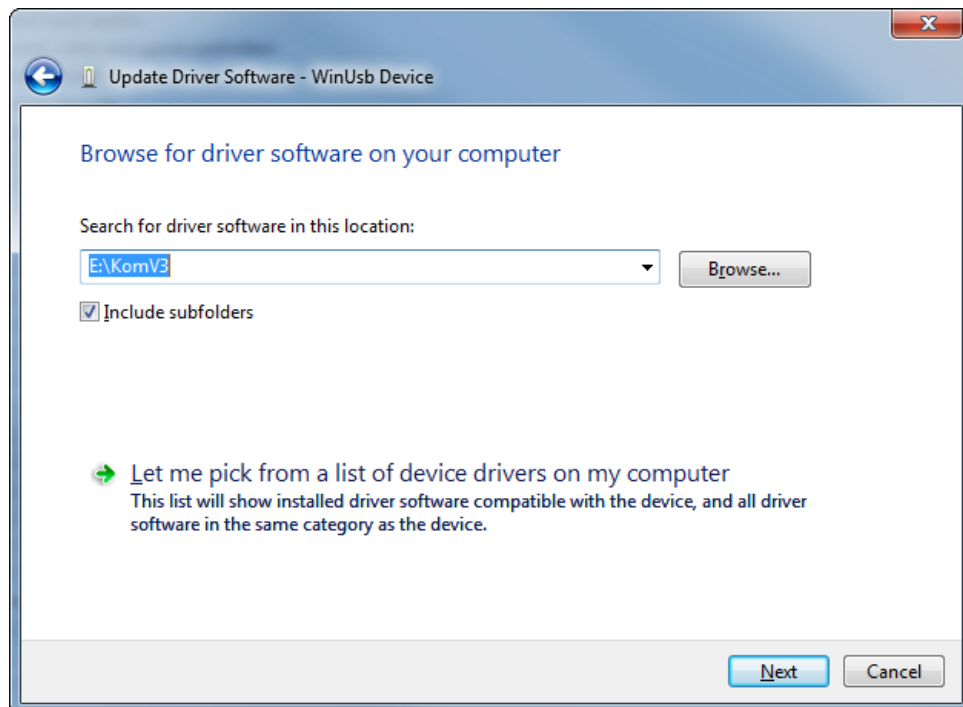 Update Driver Software - WinUsb Device
Browse for driver software on your computer
Search for driver software in this location:
E:\KomV3
Browse...
Include subfolders
Let me pick from a list of device drivers on my computer
This list will show installed driver software compatible with the device, and all driver
software in the same category as the device.
Next
Cancel